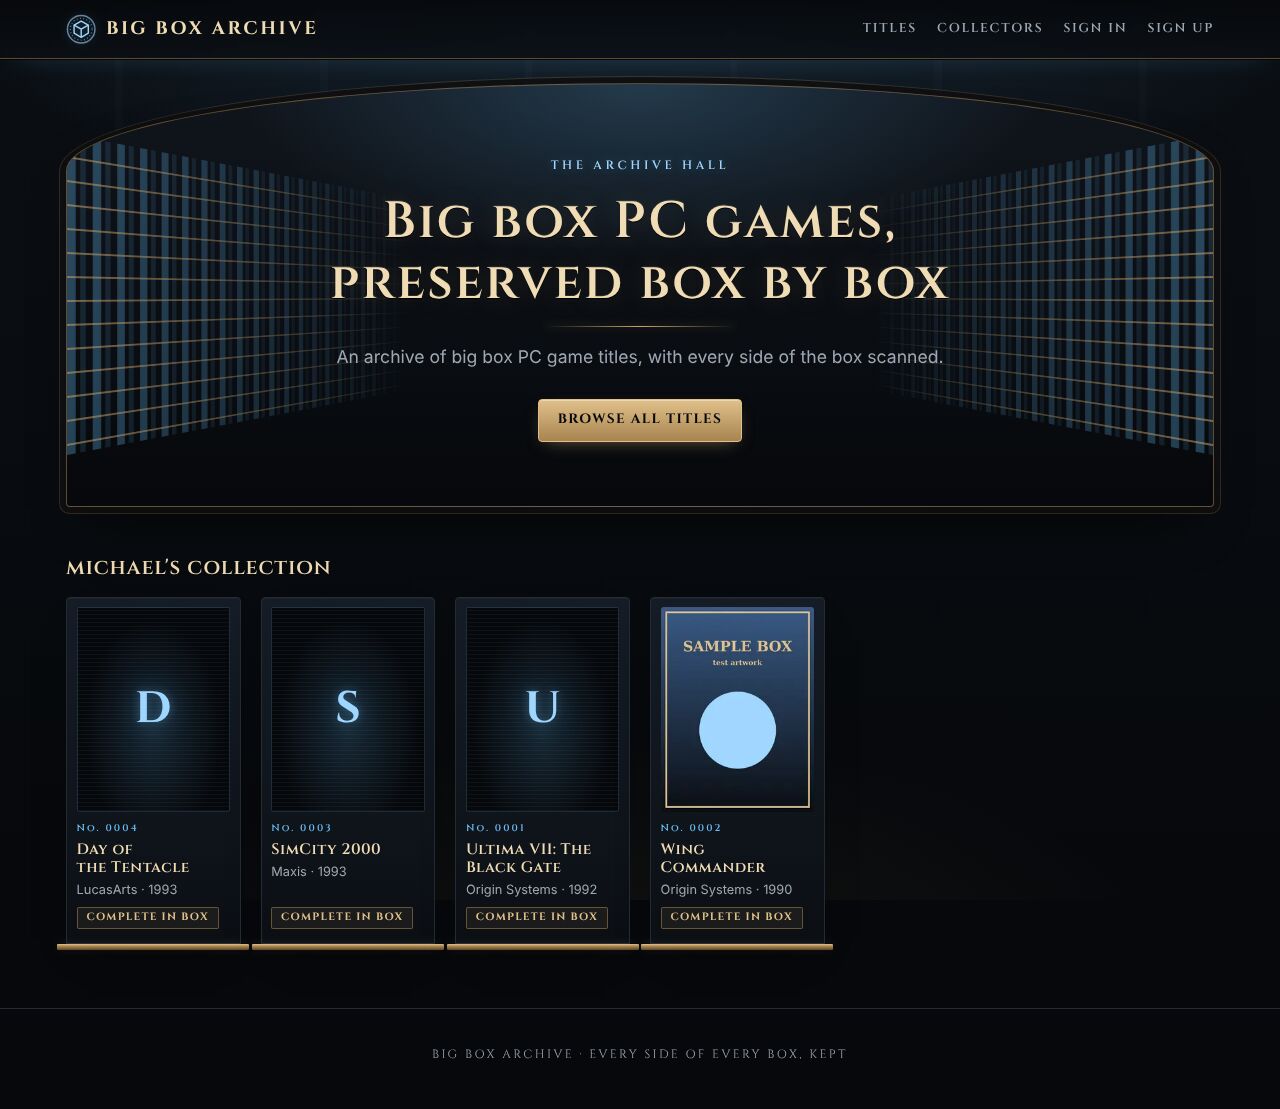 BIG BOX ARCHIVE
TITLES COLLECTORS SIGN IN SIGN UP
THE ARCHIVE HALL
BIG BOX PC GAMES,
PRESERVED BOX BY BOX
An archive of big box PC game titles, with every side of the box scanned.
BROWSE ALL TITLES
MICHAEL'S COLLECTION
D
No. 0004
Day of
the Tentacle
LucasArts · 1993
COMPLETE IN BOX
S
No. 0003
SimCity 2000
Maxis · 1993
COMPLETE IN BOX
U
No. 0001
Ultima VII: The
Black Gate
Origin Systems · 1992
COMPLETE IN BOX
SAMPLE BOX
test artwork
No. 0002
Wing
Commander
Origin Systems · 1990
COMPLETE IN BOX
BIG BOX ARCHIVE · EVERY SIDE OF EVERY BOX, KEPT